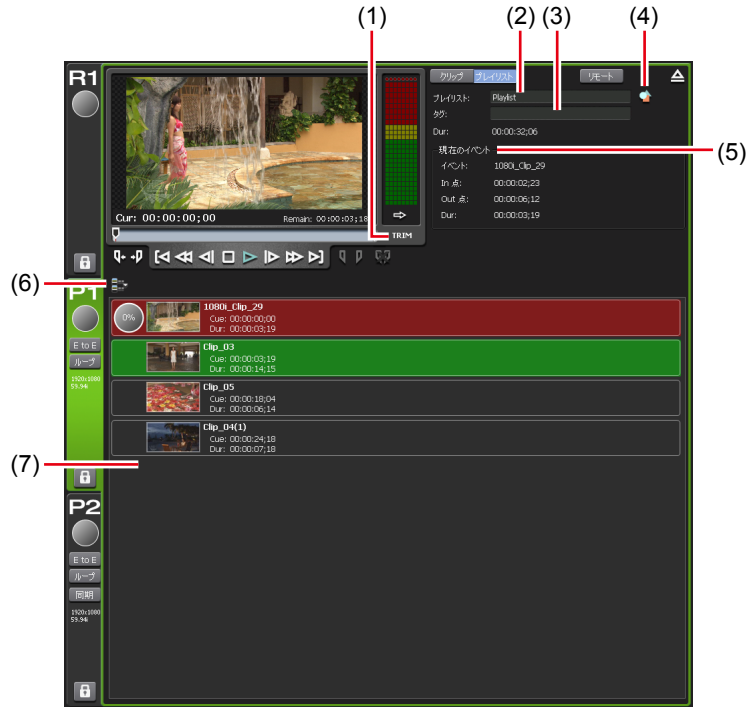 (1)
(2)
(3)
(4)
R1
クリップ
プレイリスト
リモート
プレイリスト:
Playlist
タグ:
Dur:
00:00:32;06
現在のイベント
(5)
イベント:
1080i_Clip_29
In 点:
00:00:02;23
Out 点:
00:00:06;12
Dur:
00:00:03;19
Cur: 00:00:00;00
Remain: 00:00:03;18
TRIM
(6)
P1
E to E
ループ
1920x1080
59.94i
0%
1080i_Clip_29
Cue: 00:00:00;00
Dur: 00:00:03;19
Clip_03
Cue: 00:00:03;19
Dur: 00:00:14;15
Clip_05
Cue: 00:00:18;04
Dur: 00:00:06;14
Clip_04(1)
Cue: 00:00:24;18
Dur: 00:00:07;18
(7)
P2
E to E
ループ
同期
1920x1080
59.94i